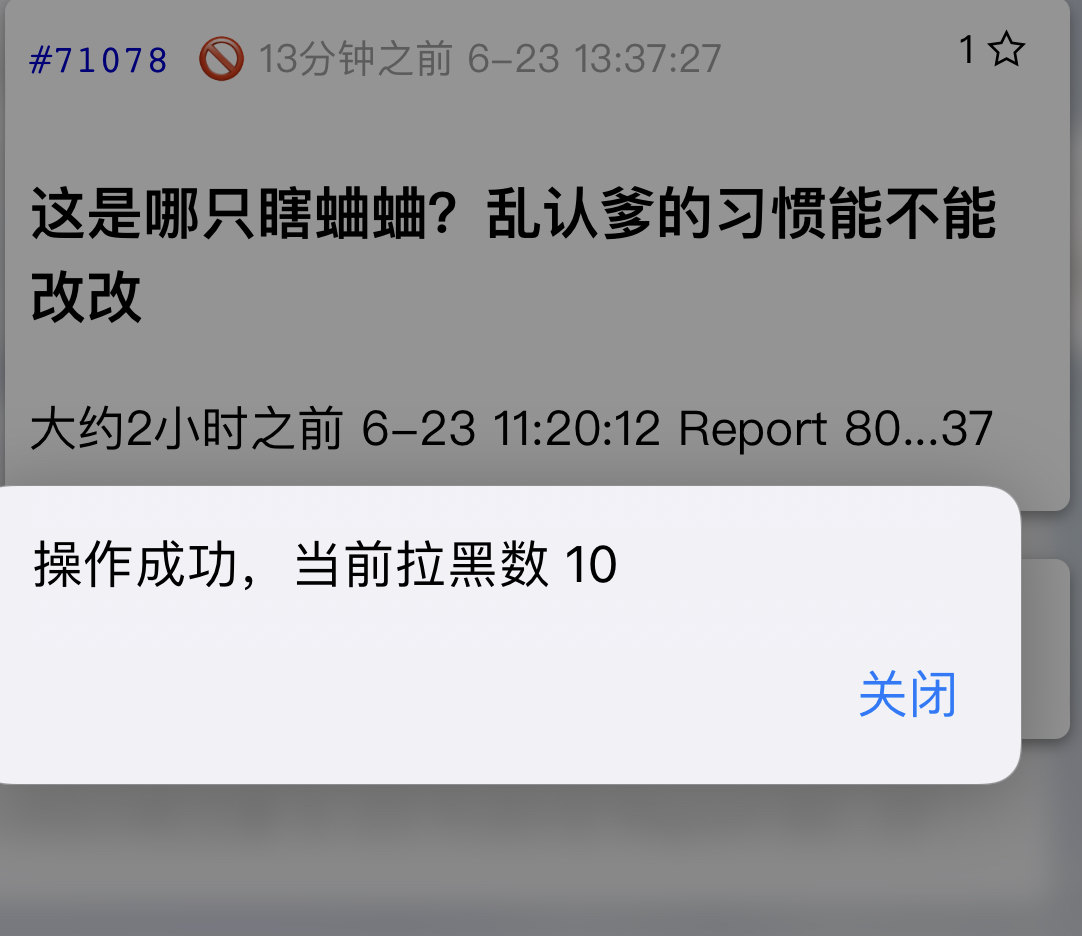 #71078 🚫 13分钟之前 6-23 13:37:27 1 ☆
这是哪只瞎蛐蛐？乱认爹的习惯能不能
改改
大约2小时之前 6-23 11:20:12 Report 80...37
操作成功，当前拉黑数 10
关闭